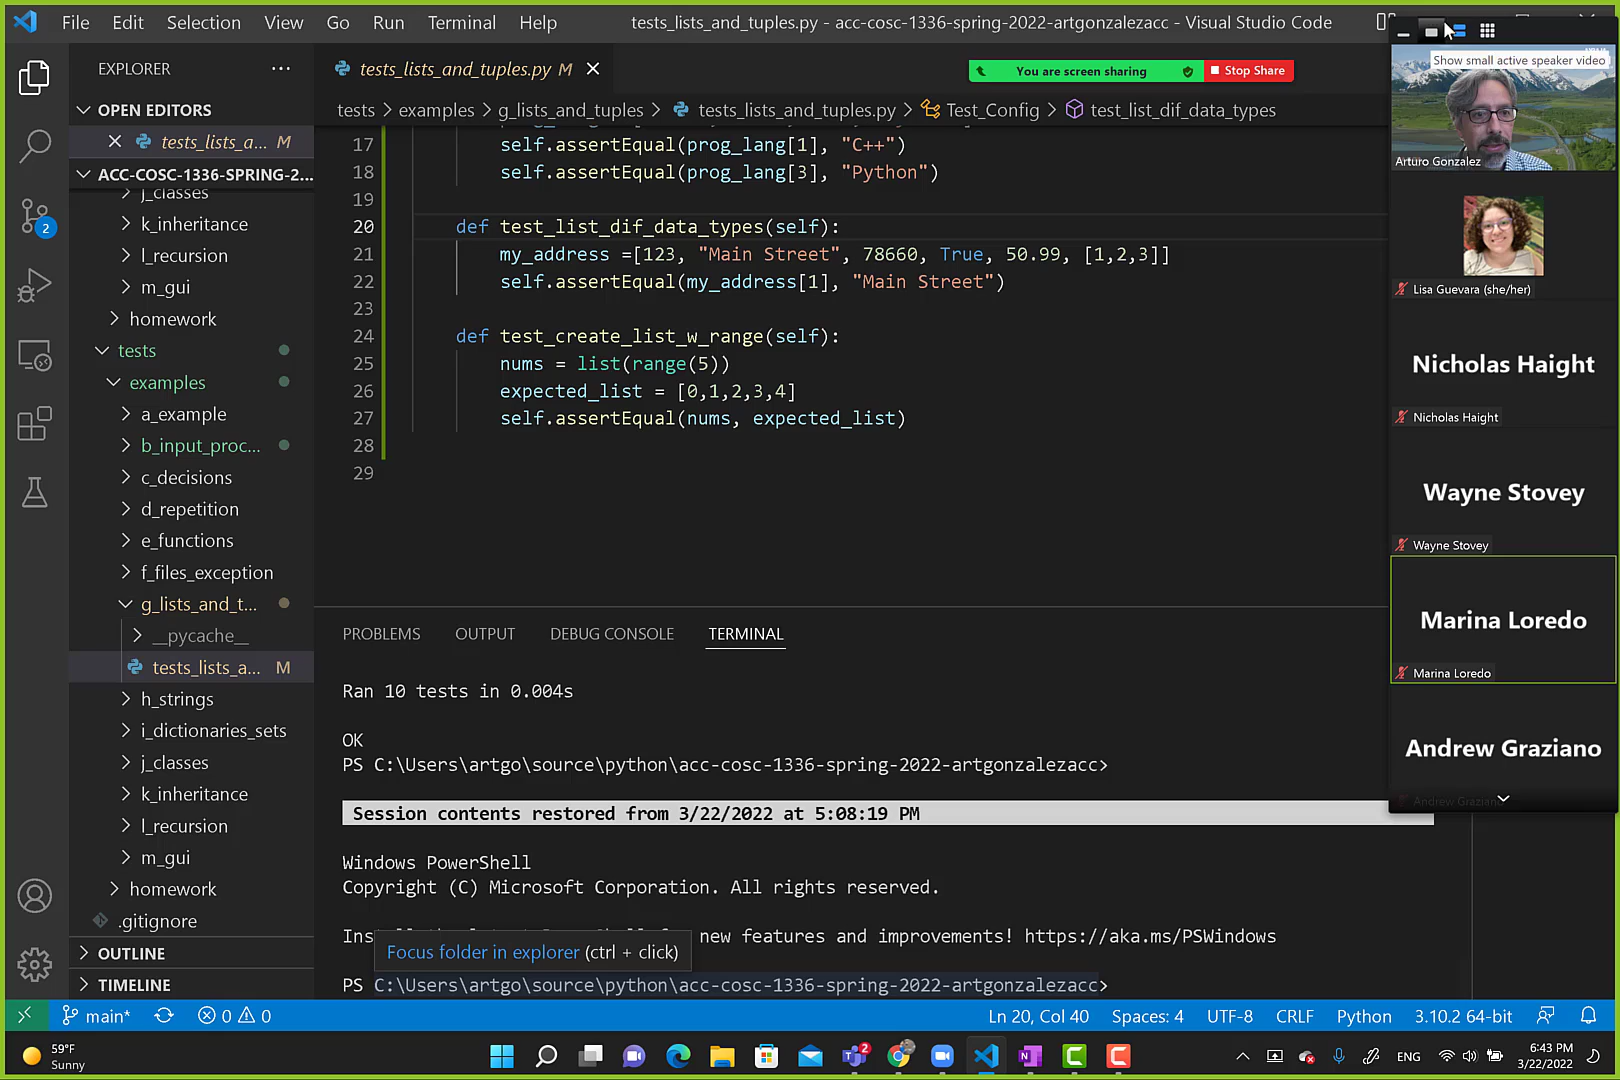 File Edit Selection View Go Run Terminal Help
tests_lists_and_tuples.py - acc-cosc-1336-spring-2022-artgonzalezacc - Visual Studio Code
EXPLORER
OPEN EDITORS
tests_lists_a... M
ACC-COSC-1336-SPRING-2...
j_classes
k_inheritance
l_recursion
m_gui
homework
tests
examples
a_example
b_input_proc...
c_decisions
d_repetition
e_functions
f_files_exception
g_lists_and_t...
__pycache__
tests_lists_a... M
h_strings
i_dictionaries_sets
j_classes
k_inheritance
l_recursion
m_gui
homework
.gitignore
OUTLINE
TIMELINE
2
tests_lists_and_tuples.py M
You are screen sharing
Stop Share
tests > examples > g_lists_and_tuples > tests_lists_and_tuples.py > Test_Config > test_list_dif_data_types
17 self.assertEqual(prog_lang[1], "C++")
18 self.assertEqual(prog_lang[3], "Python")
19
20 def test_list_dif_data_types(self):
21 my_address =[123, "Main Street", 78660, True, 50.99, [1,2,3]]
22 self.assertEqual(my_address[1], "Main Street")
23
24 def test_create_list_w_range(self):
25 nums = list(range(5))
26 expected_list = [0,1,2,3,4]
27 self.assertEqual(nums, expected_list)
28
29
PROBLEMS OUTPUT DEBUG CONSOLE TERMINAL
Ran 10 tests in 0.004s
OK
PS C:\Users\artgo\source\python\acc-cosc-1336-spring-2022-artgonzalezacc>
Session contents restored from 3/22/2022 at 5:08:19 PM
Windows PowerShell
Copyright (C) Microsoft Corporation. All rights reserved.
new features and improvements! https://aka.ms/PSWindows
Focus folder in explorer (ctrl + click)
PS C:\Users\artgo\source\python\acc-cosc-1336-spring-2022-artgonzalezacc>
Show small active speaker video
Arturo Gonzalez
Lisa Guevara (she/her)
Nicholas Haight
Nicholas Haight
Wayne Stovey
Wayne Stovey
Marina Loredo
Marina Loredo
Andrew Graziano
Andrew Graziano
main* 0 0
Ln 20, Col 40 Spaces: 4 UTF-8 CRLF Python 3.10.2 64-bit
59°F
Sunny
2
ENG
6:43 PM
3/22/2022